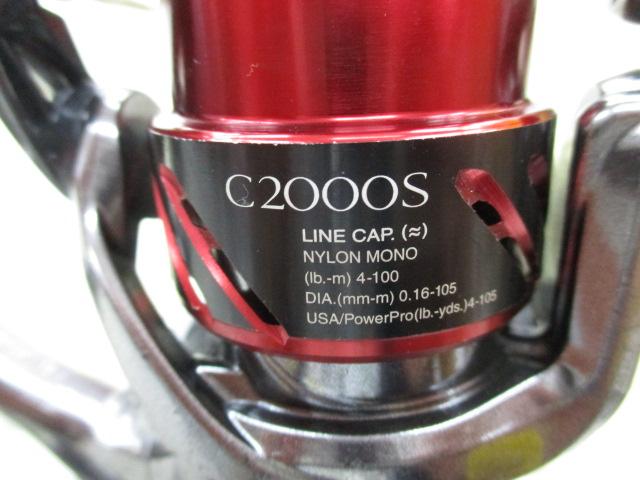 C2000S
LINE CAP. (≈)
NYLON MONO
(lb.-m) 4-100
DIA.(mm-m) 0.16-105
USA/PowerPro(lb.-yds.)4-105